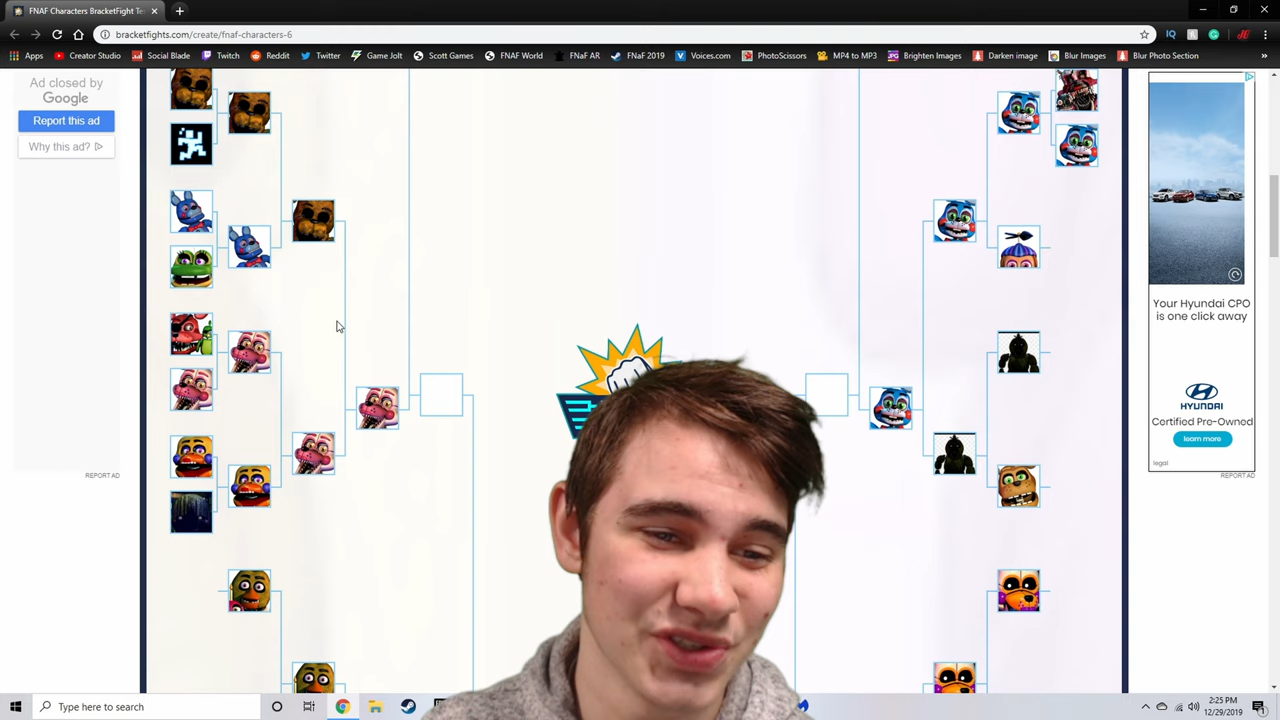 FNAF Characters BracketFight Te
bracketfights.com/create/fnaf-characters-6
Apps
Creator Studio
Social Blade
Twitch
Reddit
Twitter
Game Jolt
Scott Games
FNAF World
FNaF AR
FNaF 2019
Voices.com
PhotoScissors
MP4 to MP3
Brighten Images
Darken image
Blur Images
Blur Photo Section
Ad closed by
Google
Report this ad
Why this ad?
REPORT AD
Your Hyundai CPO
is one click away
HYUNDAI
Certified Pre-Owned
learn more
legal
REPORT AD
Type here to search
2:25 PM
12/29/2019